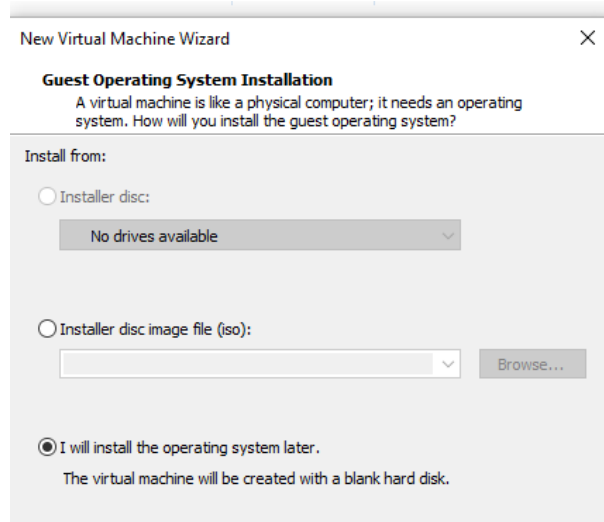 New Virtual Machine Wizard
Guest Operating System Installation
A virtual machine is like a physical computer; it needs an operating
system. How will you install the guest operating system?
Install from:
Installer disc:
No drives available
Installer disc image file (iso):
Browse...
I will install the operating system later.
The virtual machine will be created with a blank hard disk.